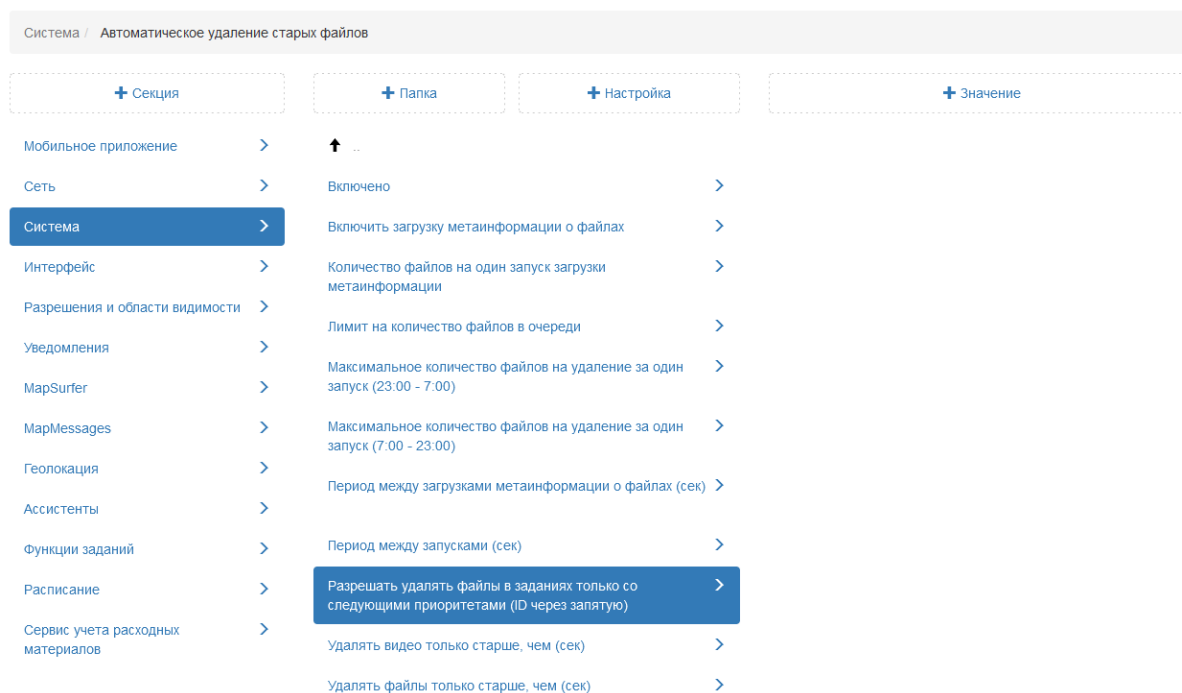 Система / Автоматическое удаление старых файлов
+ Секция
+ Папка
+ Настройка
+ Значение
Мобильное приложение
Сеть
Система
Интерфейс
Разрешения и области видимости
Уведомления
MapSurfer
MapMessages
Геолокация
Ассистенты
Функции заданий
Расписание
Сервис учета расходных
материалов
..
Включено
Включить загрузку метаинформации о файлах
Количество файлов на один запуск загрузки
метаинформации
Лимит на количество файлов в очереди
Максимальное количество файлов на удаление за один
запуск (23:00 - 7:00)
Максимальное количество файлов на удаление за один
запуск (7:00 - 23:00)
Период между загрузками метаинформации о файлах (сек)
Период между запусками (сек)
Разрешать удалять файлы в заданиях только со
следующими приоритетами (ID через запятую)
Удалять видео только старше, чем (сек)
Удалять файлы только старше, чем (сек)